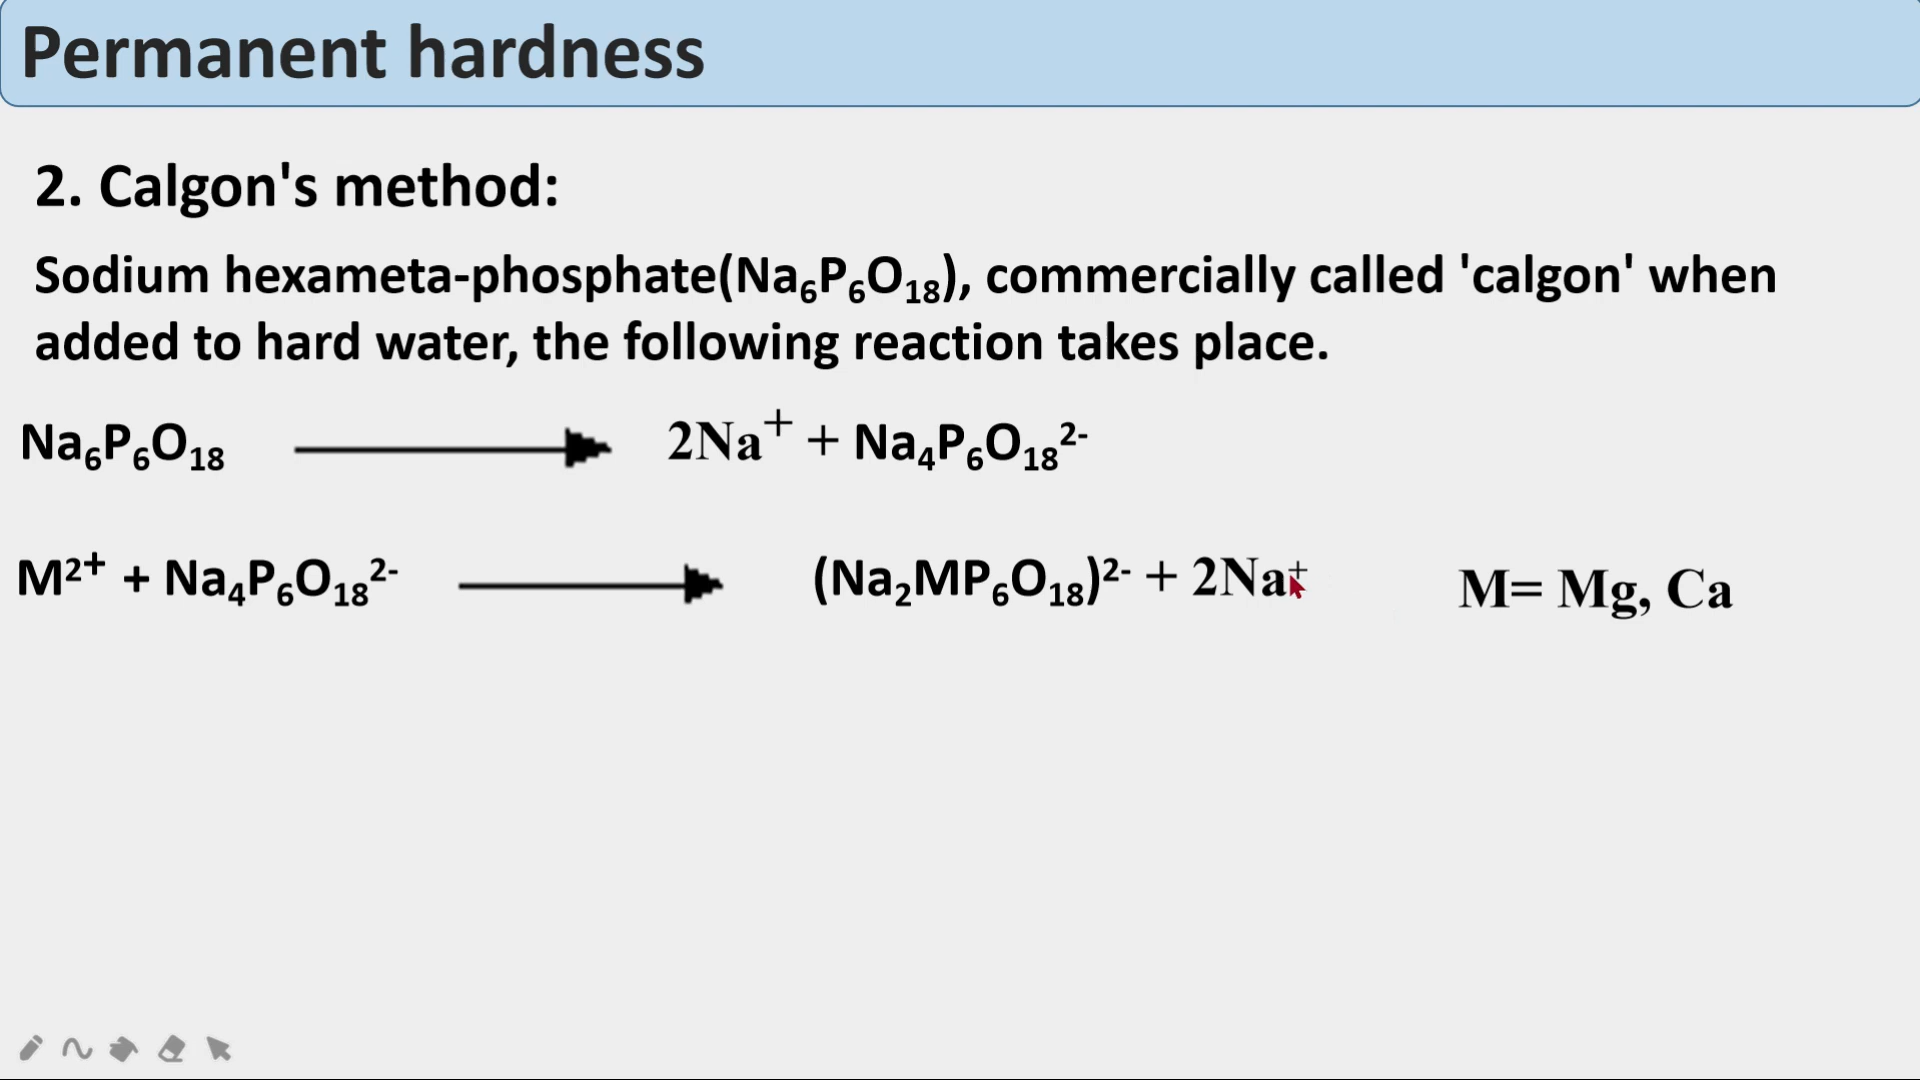 Permanent hardness
2. Calgon's method:
Sodium hexameta-phosphate(Na₆P₆O₁₈), commercially called 'calgon' when
added to hard water, the following reaction takes place.
Na₆P₆O₁₈ ⟶ 2Na⁺ + Na₄P₆O₁₈²⁻
M²⁺ + Na₄P₆O₁₈²⁻ ⟶ (Na₂MP₆O₁₈)²⁻ + 2Na⁺ M= Mg, Ca